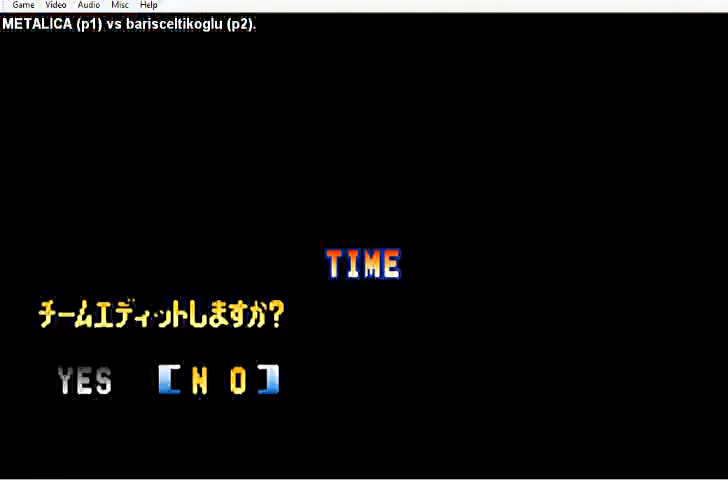 Game Video Audio Misc Help
METALICA (p1) vs barisceltikoglu (p2).
TIME
チームエディットしますか?
YES [NO]